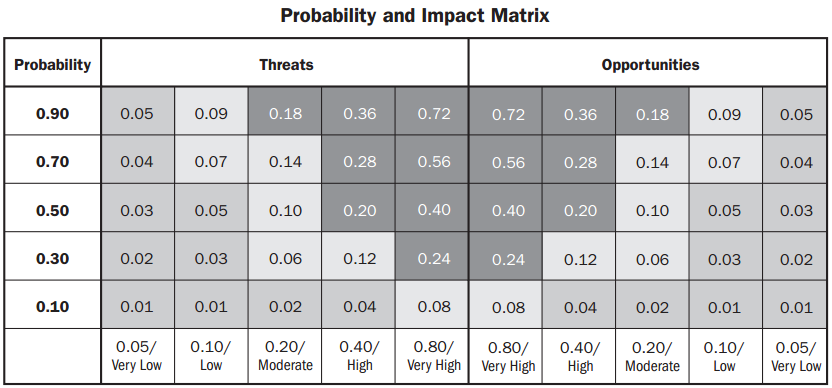 Probability and Impact Matrix
Probability Threats Opportunities
0.90 0.05 0.09 0.18 0.36 0.72 0.72 0.36 0.18 0.09 0.05
0.70 0.04 0.07 0.14 0.28 0.56 0.56 0.28 0.14 0.07 0.04
0.50 0.03 0.05 0.10 0.20 0.40 0.40 0.20 0.10 0.05 0.03
0.30 0.02 0.03 0.06 0.12 0.24 0.24 0.12 0.06 0.03 0.02
0.10 0.01 0.01 0.02 0.04 0.08 0.08 0.04 0.02 0.01 0.01
0.05/ 0.10/ 0.20/ 0.40/ 0.80/ 0.80/ 0.40/ 0.20/ 0.10/ 0.05/
Very Low Low Moderate High Very High Very High High Moderate Low Very Low